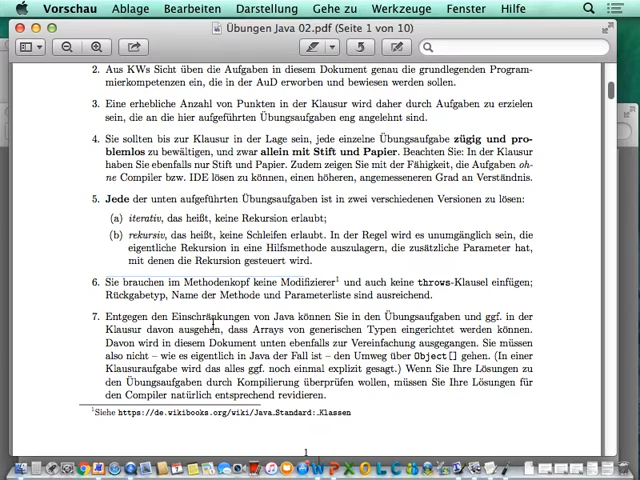 Vorschau Ablage Bearbeiten Darstellung Gehe zu Werkzeuge Fenster Hilfe
Übungen Java 02.pdf (Seite 1 von 10)
2. Aus KWs Sicht üben die Aufgaben in diesem Dokument genau die grundlegenden Program-
mierkompetenzen ein, die in der AuD erworben und bewiesen werden sollen.
3. Eine erhebliche Anzahl von Punkten in der Klausur wird daher durch Aufgaben zu erzielen
sein, die an die hier aufgeführten Übungsaufgaben eng angelehnt sind.
4. Sie sollten bis zur Klausur in der Lage sein, jede einzelne Übungsaufgabe zügig und pro-
blemlos zu bewältigen, und zwar allein mit Stift und Papier. Beachten Sie: In der Klausur
haben Sie ebenfalls nur Stift und Papier. Zudem zeigen Sie mit der Fähigkeit, die Aufgaben oh-
ne Compiler bzw. IDE lösen zu können, einen höheren, angemesseneren Grad an Verständnis.
5. Jede der unten aufgeführten Übungsaufgaben ist in zwei verschiedenen Versionen zu lösen:
(a) iterativ, das heißt, keine Rekursion erlaubt;
(b) rekursiv, das heißt, keine Schleifen erlaubt. In der Regel wird es unumgänglich sein, die
eigentliche Rekursion in eine Hilfsmethode auszulagern, die zusätzliche Parameter hat,
mit denen die Rekursion gesteuert wird.
6. Sie brauchen im Methodenkopf keine Modifizierer1 und auch keine throws-Klausel einfügen;
Rückgabetyp, Name der Methode und Parameterliste sind ausreichend.
7. Entgegen den Einschränkungen von Java können Sie in den Übungsaufgaben und ggf. in der
Klausur davon ausgehen, dass Arrays von generischen Typen eingerichtet werden können.
Davon wird in diesem Dokument unten ebenfalls zur Vereinfachung ausgegangen. Sie müssen
also nicht – wie es eigentlich in Java der Fall ist – den Umweg über Object[] gehen. (In einer
Klausuraufgabe wird das alles ggf. noch einmal explizit gesagt.) Wenn Sie Ihre Lösungen zu
den Übungsaufgaben durch Kompilierung überprüfen wollen, müssen Sie Ihre Lösungen für
den Compiler natürlich entsprechend revidieren.
1Siehe https://de.wikibooks.org/wiki/Java_Standard:_Klassen
1